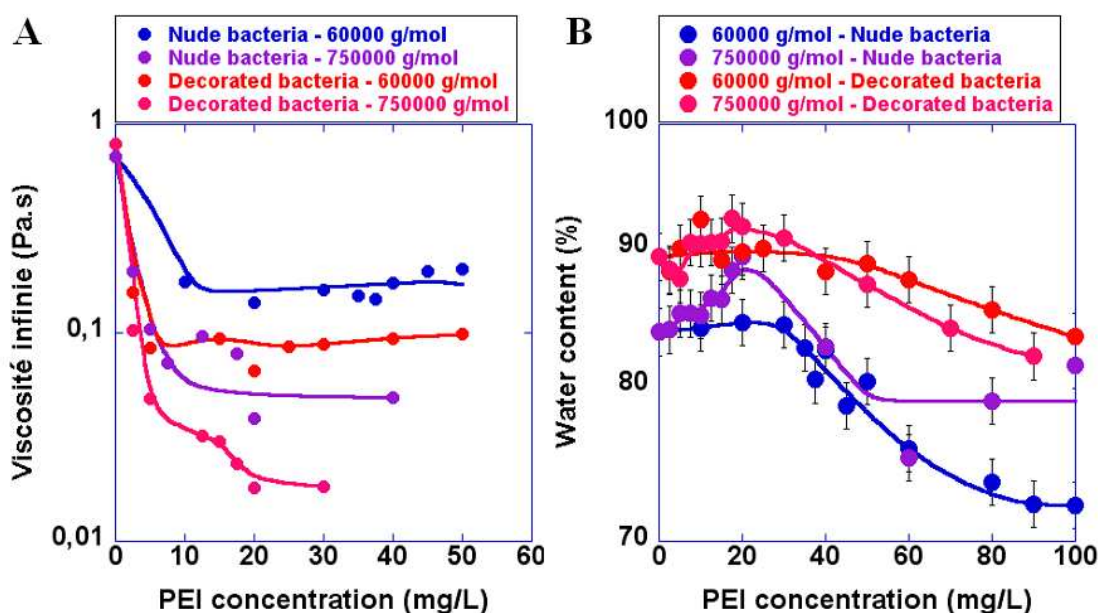 A
Nude bacteria - 60000 g/mol
Nude bacteria - 750000 g/mol
Decorated bacteria - 60000 g/mol
Decorated bacteria - 750000 g/mol
1
0,1
0,01
Viscosité infinie (Pa.s)
0 10 20 30 40 50 60
PEI concentration (mg/L)
B
60000 g/mol - Nude bacteria
750000 g/mol - Nude bacteria
60000 g/mol - Decorated bacteria
750000 g/mol - Decorated bacteria
100
90
80
70
Water content (%)
0 20 40 60 80 100
PEI concentration (mg/L)